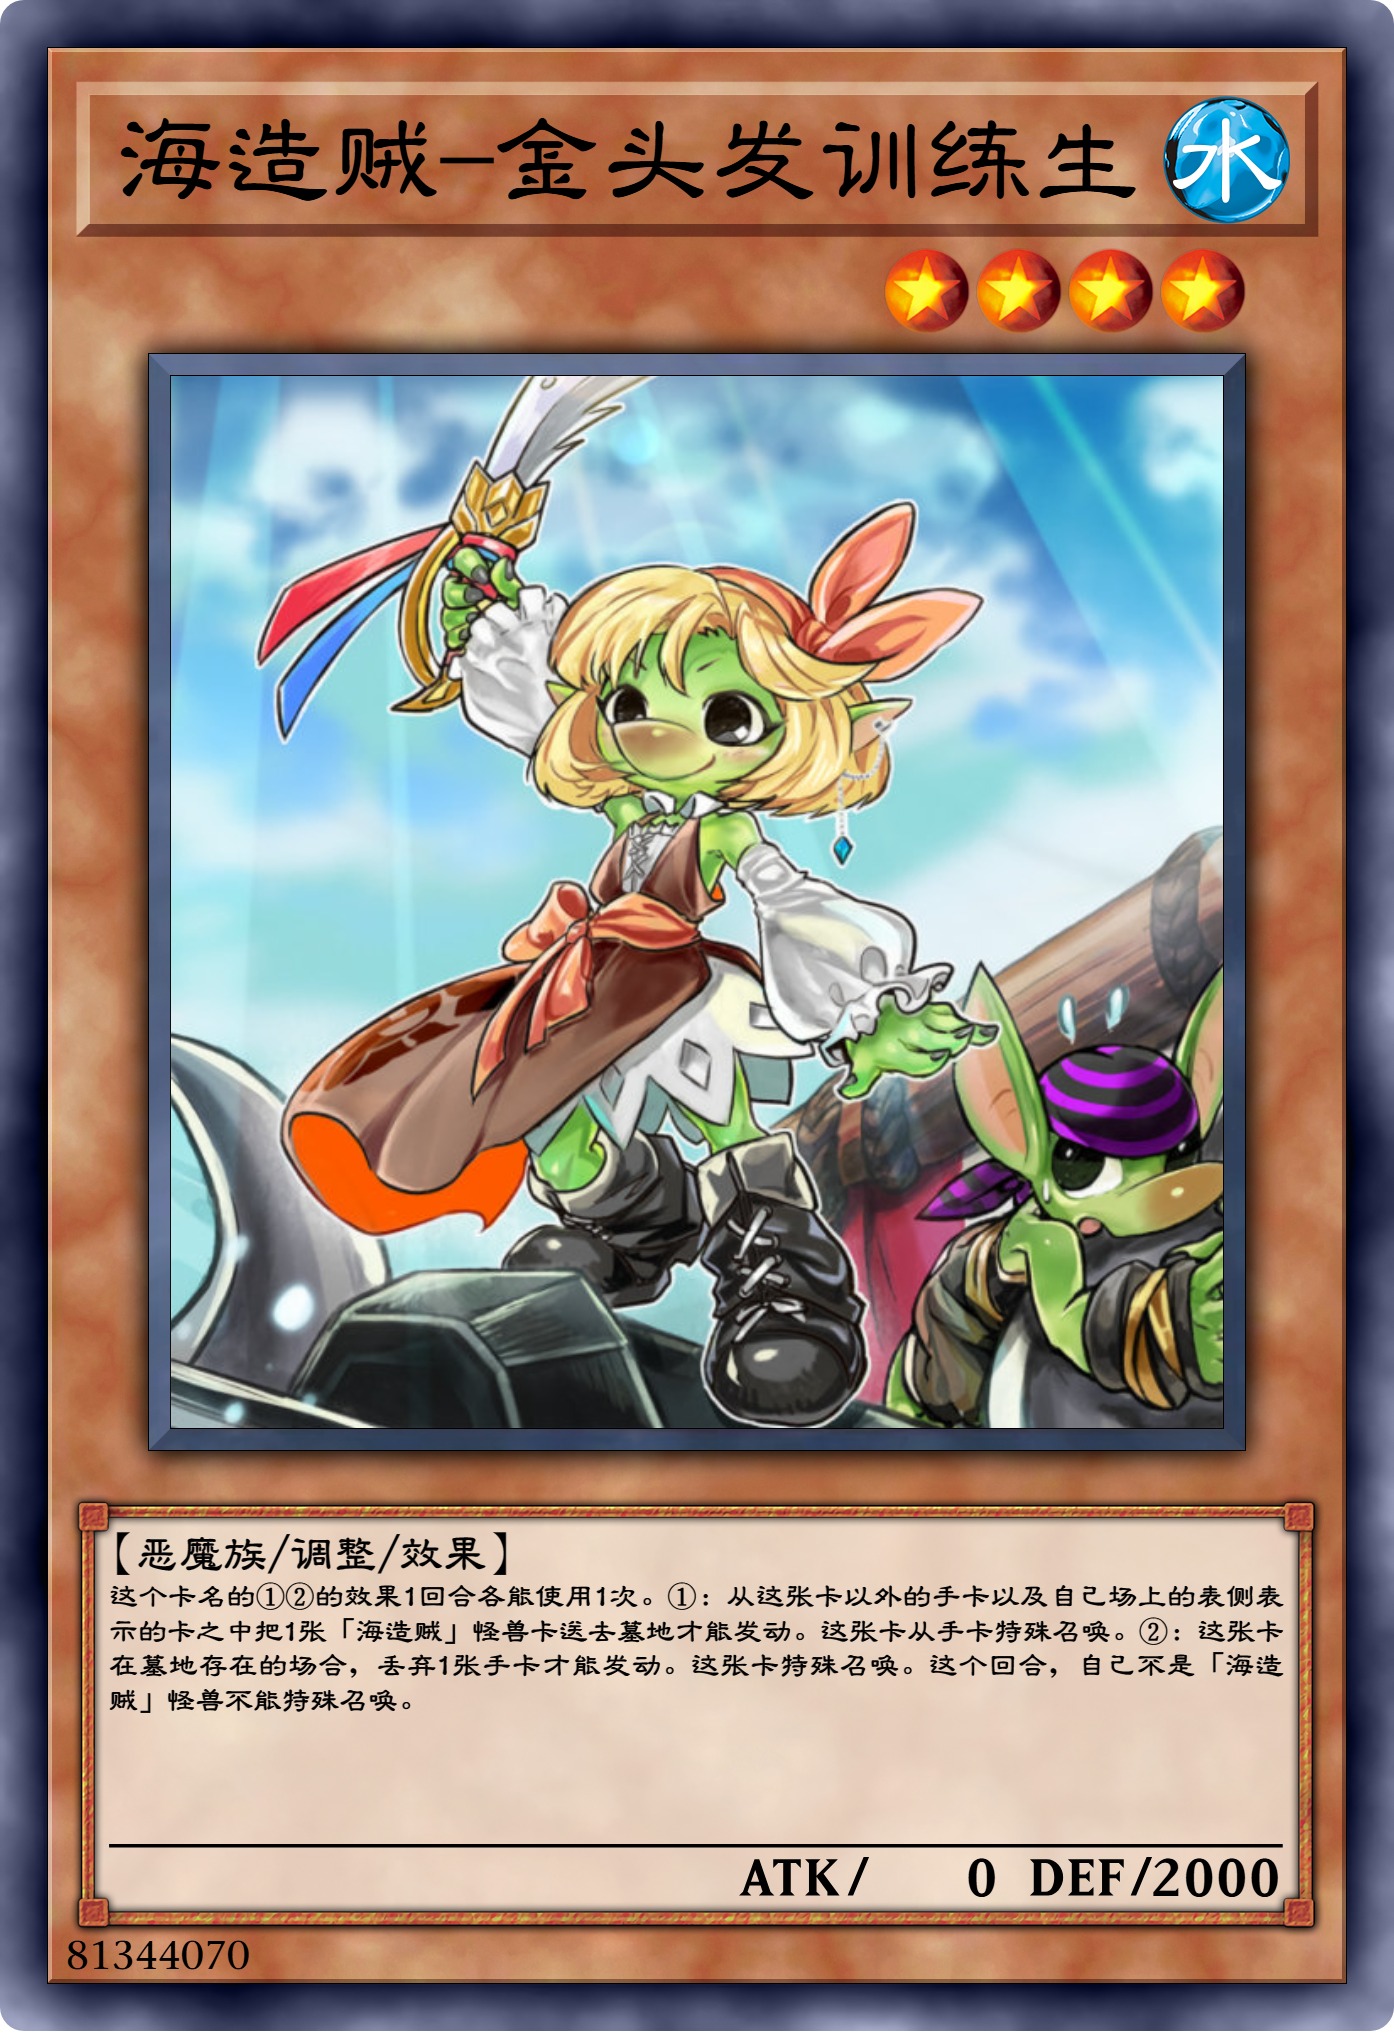 海造贼-金头发训练生
水
【恶魔族/调整/效果】
这个卡名的①②的效果1回合各能使用1次。①：从这张卡以外的手卡以及自己场上的表侧表
示的卡之中把1张「海造贼」怪兽卡送去墓地才能发动。这张卡从手卡特殊召唤。②：这张卡
在墓地存在的场合，丢弃1张手卡才能发动。这张卡特殊召唤。这个回合，自己不是「海造
贼」怪兽不能特殊召唤。
ATK/ 0 DEF/2000
81344070